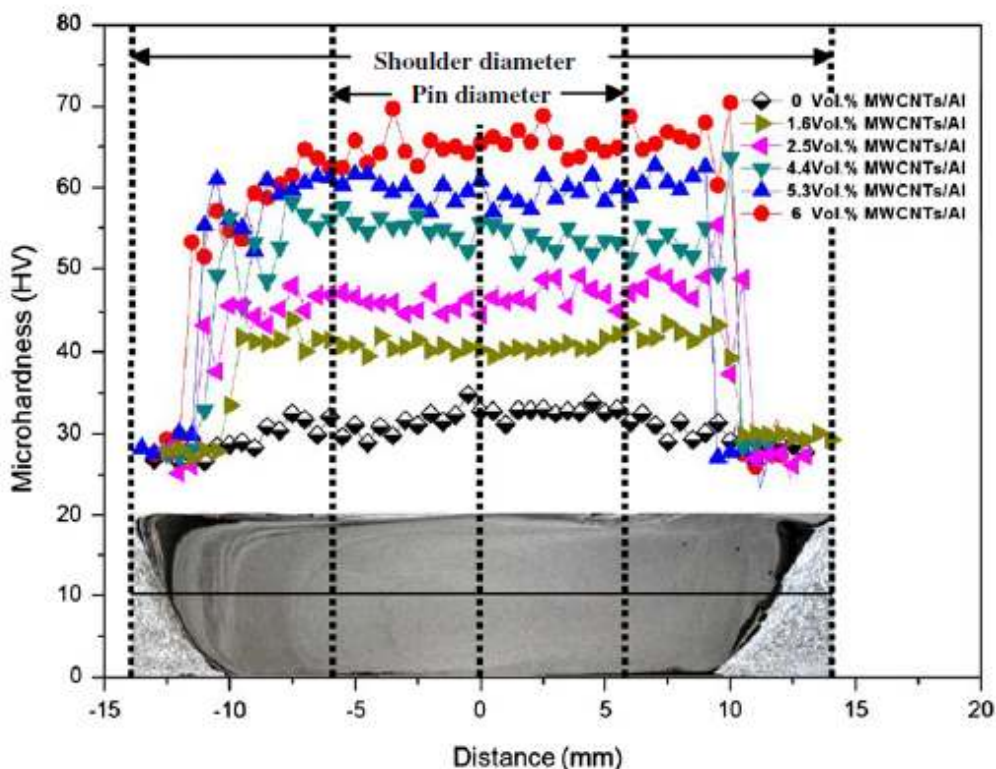 Shoulder diameter
Pin diameter
0 Vol.% MWCNTs/Al
1.6Vol.% MWCNTs/Al
2.5Vol.% MWCNTs/Al
4.4Vol.% MWCNTs/Al
5.3Vol.% MWCNTs/Al
6 Vol.% MWCNTs/Al
Microhardness (HV)
80
70
60
50
40
30
20
10
0
-15 -10 -5 0 5 10 15 20
Distance (mm)